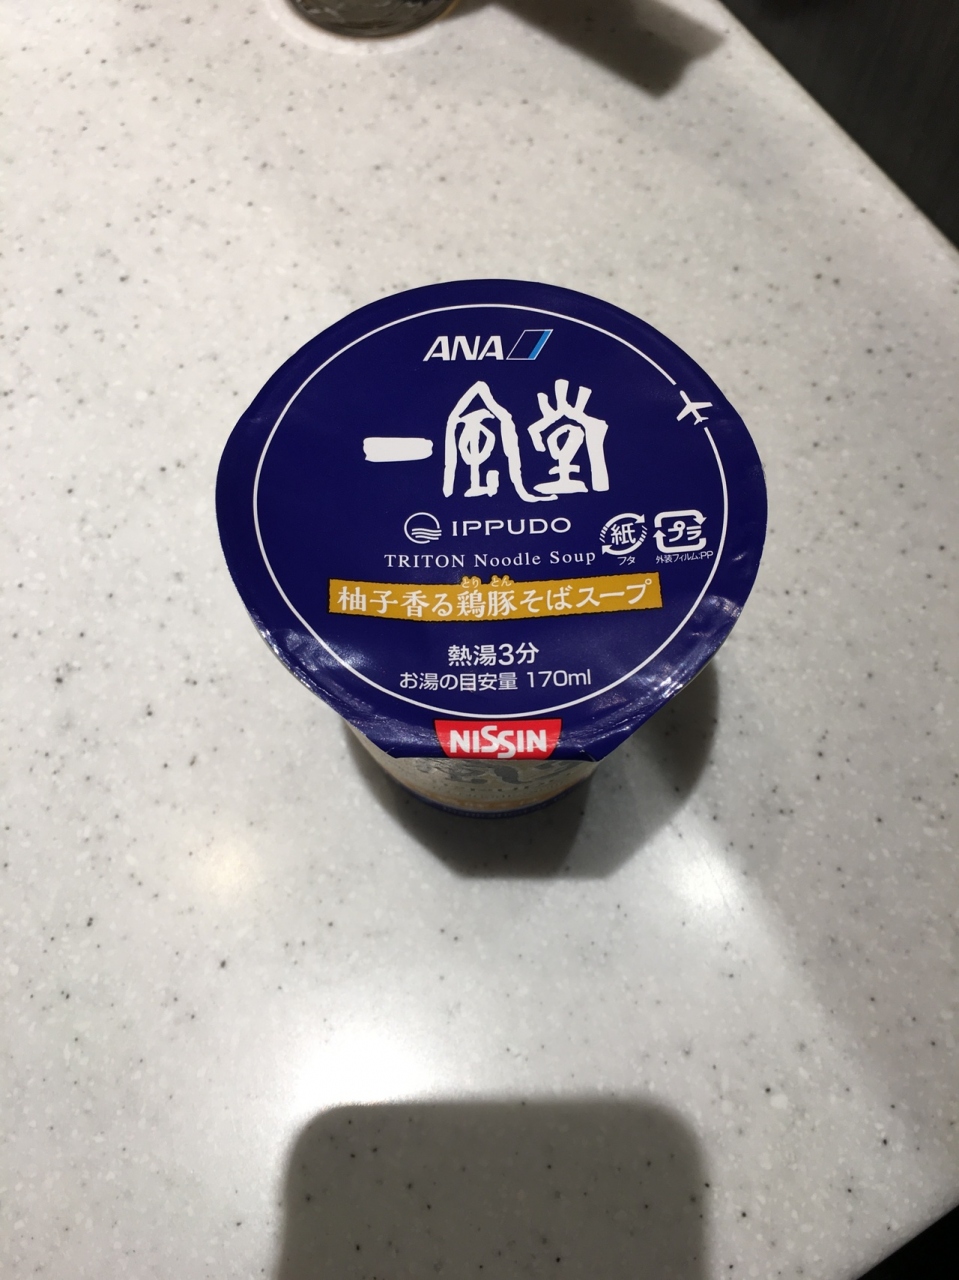 ANA
一風堂
IPPUDO
TRITON Noodle Soup
紙
フタ
プラ
外装フィルム:PP
とり とん
柚子香る鶏豚そばスープ
熱湯3分
お湯の目安量 170ml
NISSIN